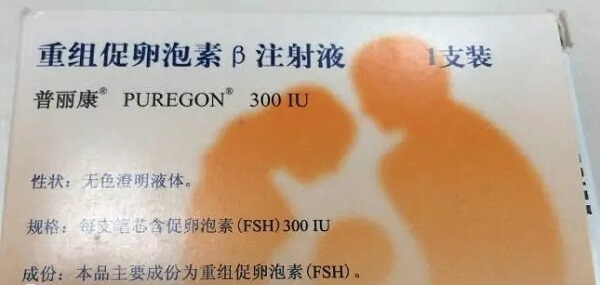 重组促卵泡素β注射液 1支装
普丽康® PUREGON® 300 IU
性状：无色澄明液体。
规格：每支笔芯含促卵泡素(FSH)300 IU
成份：本品主要成份为重组促卵泡素(FSH)。